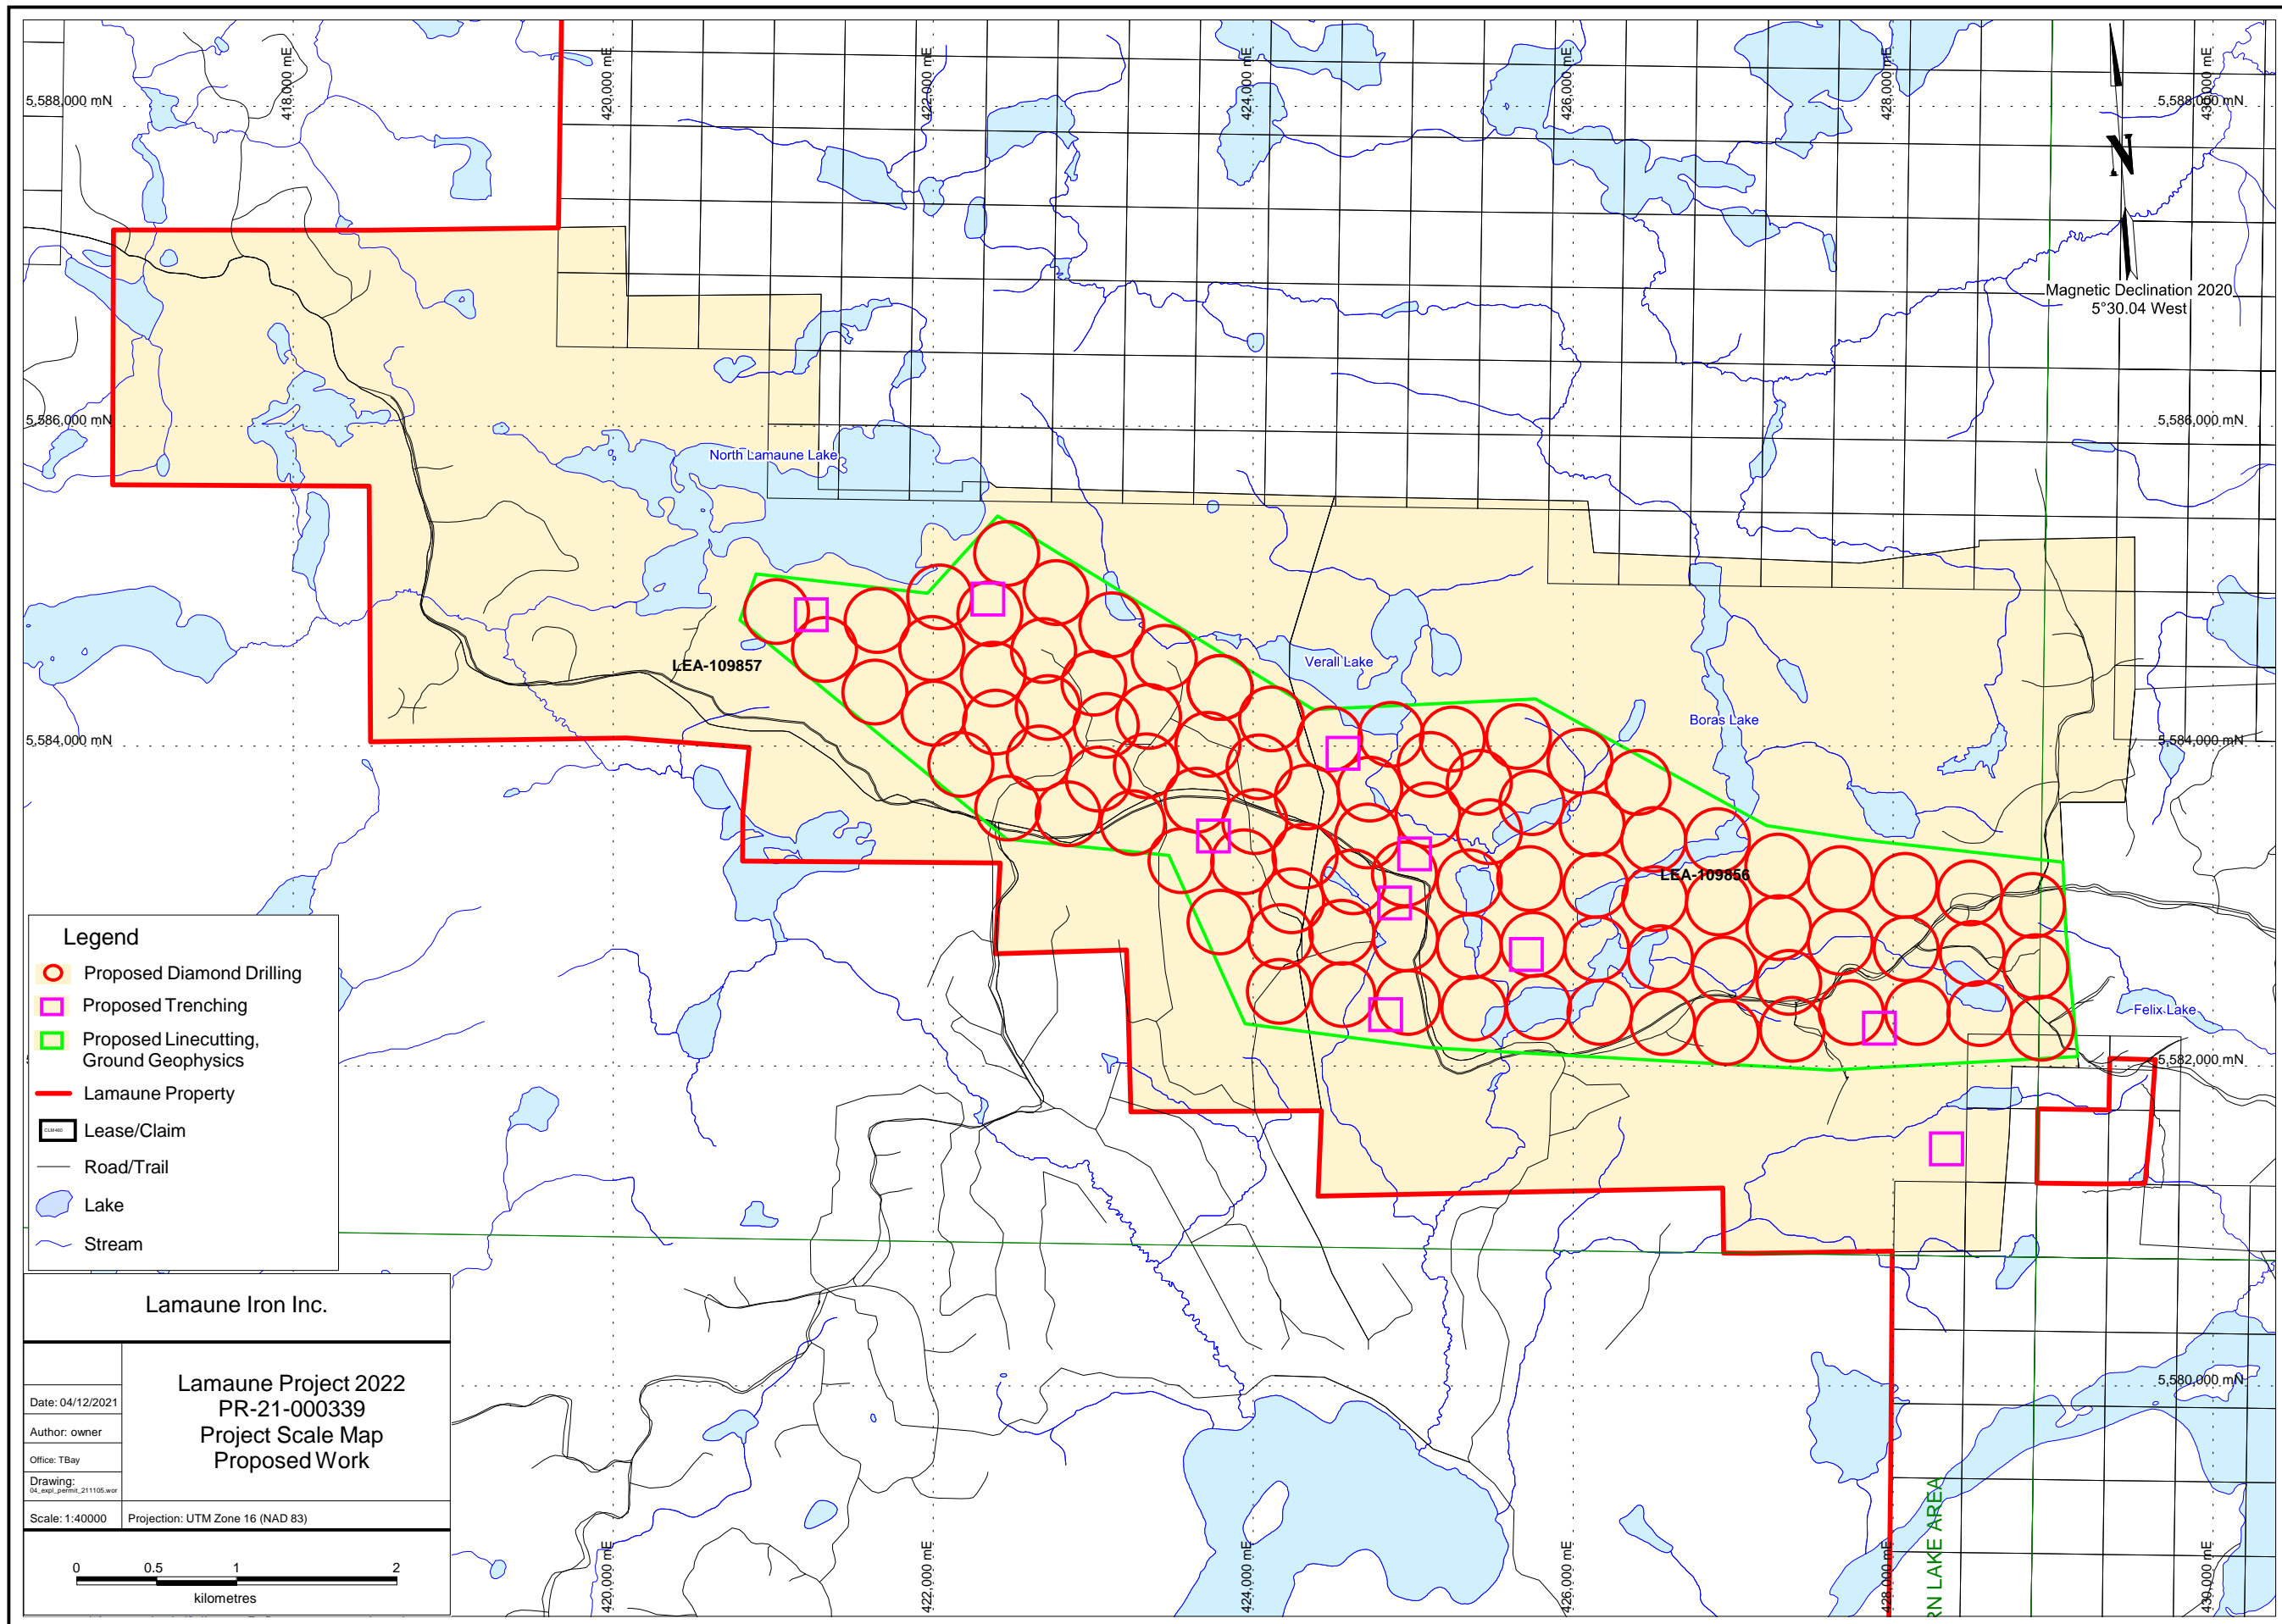 418,000 mE
420,000 mE
422,000 mE
424,000 mE
426,000 mE
428,000 mE
430,000 mE
5,588,000 mN
5,588,000 mN
N
Magnetic Declination 2020
5°30.04 West
5,586,000 mN
5,586,000 mN
North Lamaune Lake
LEA-109857
Verall Lake
Boras Lake
5,584,000 mN
5,584,000 mN
LEA-109856
Felix Lake
5,582,000 mN
5,580,000 mN
Legend
Proposed Diamond Drilling
Proposed Trenching
Proposed Linecutting,
Ground Geophysics
Lamaune Property
CLM460
Lease/Claim
Road/Trail
Lake
Stream
Lamaune Iron Inc.
Lamaune Project 2022
PR-21-000339
Project Scale Map
Proposed Work
Date: 04/12/2021
Author: owner
Office: TBay
Drawing:
04_expl_permit_211105.wor
Scale: 1:40000
Projection: UTM Zone 16 (NAD 83)
0 0.5 1 2
kilometres
420,000 mE
422,000 mE
424,000 mE
426,000 mE
428,000 mE
RN LAKE AREA
430,000 mE